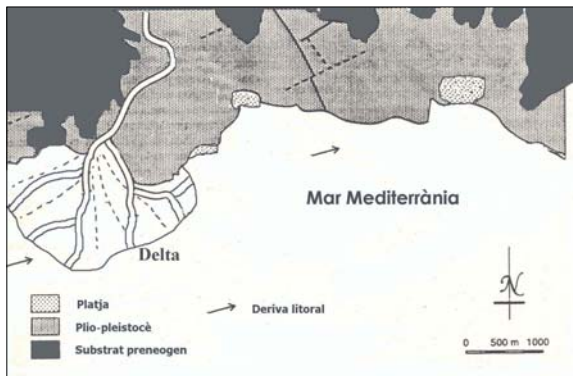 Mar Mediterrània
Delta
Platja
Deriva litoral
Plio-pleistocè
Substrat preneogen
N
0 500 m 1000